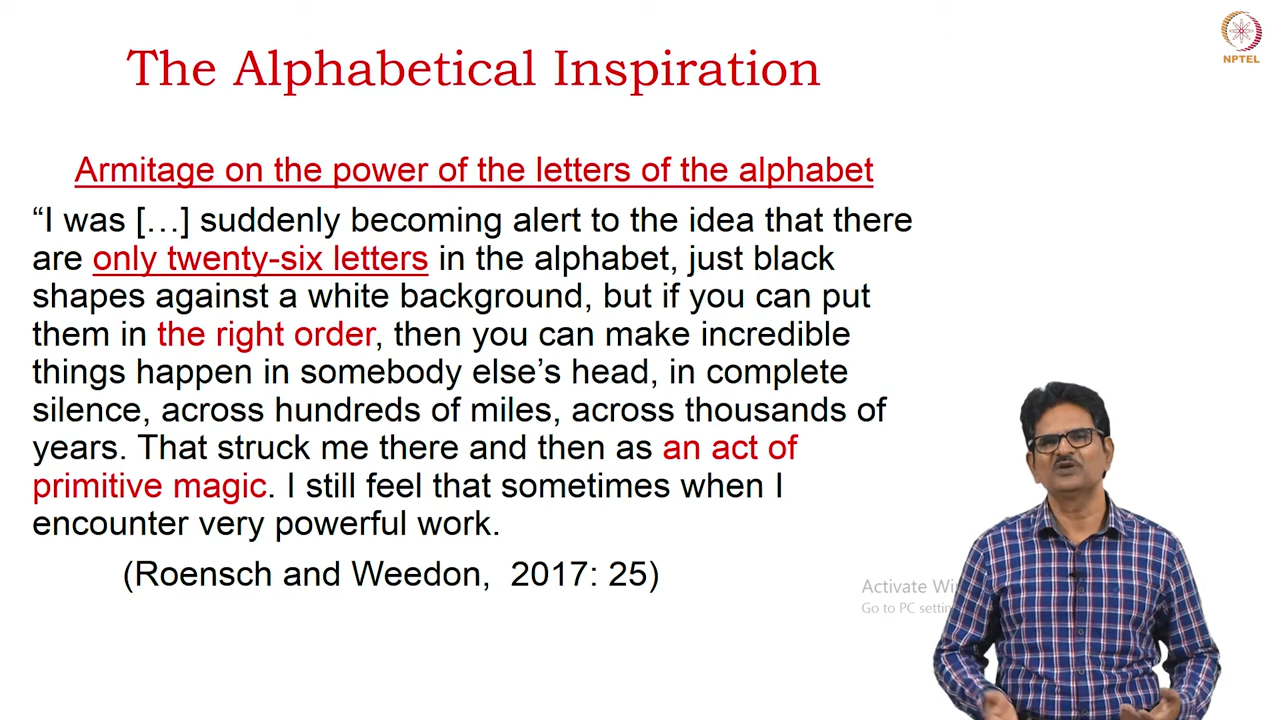 NPTEL
The Alphabetical Inspiration
Armitage on the power of the letters of the alphabet
“I was […] suddenly becoming alert to the idea that there
are only twenty-six letters in the alphabet, just black
shapes against a white background, but if you can put
them in the right order, then you can make incredible
things happen in somebody else’s head, in complete
silence, across hundreds of miles, across thousands of
years. That struck me there and then as an act of
primitive magic. I still feel that sometimes when I
encounter very powerful work.
(Roensch and Weedon, 2017: 25)
Activate
Go to PC